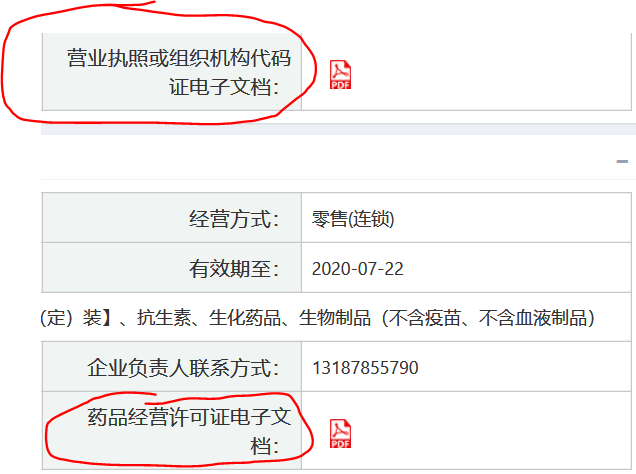 营业执照或组织机构代码
证电子文档：
PDF
经营方式： 零售(连锁)
有效期至： 2020-07-22
（定）装】、抗生素、生化药品、生物制品（不含疫苗、不含血液制品）
企业负责人联系方式： 13187855790
药品经营许可证电子文
档：
PDF